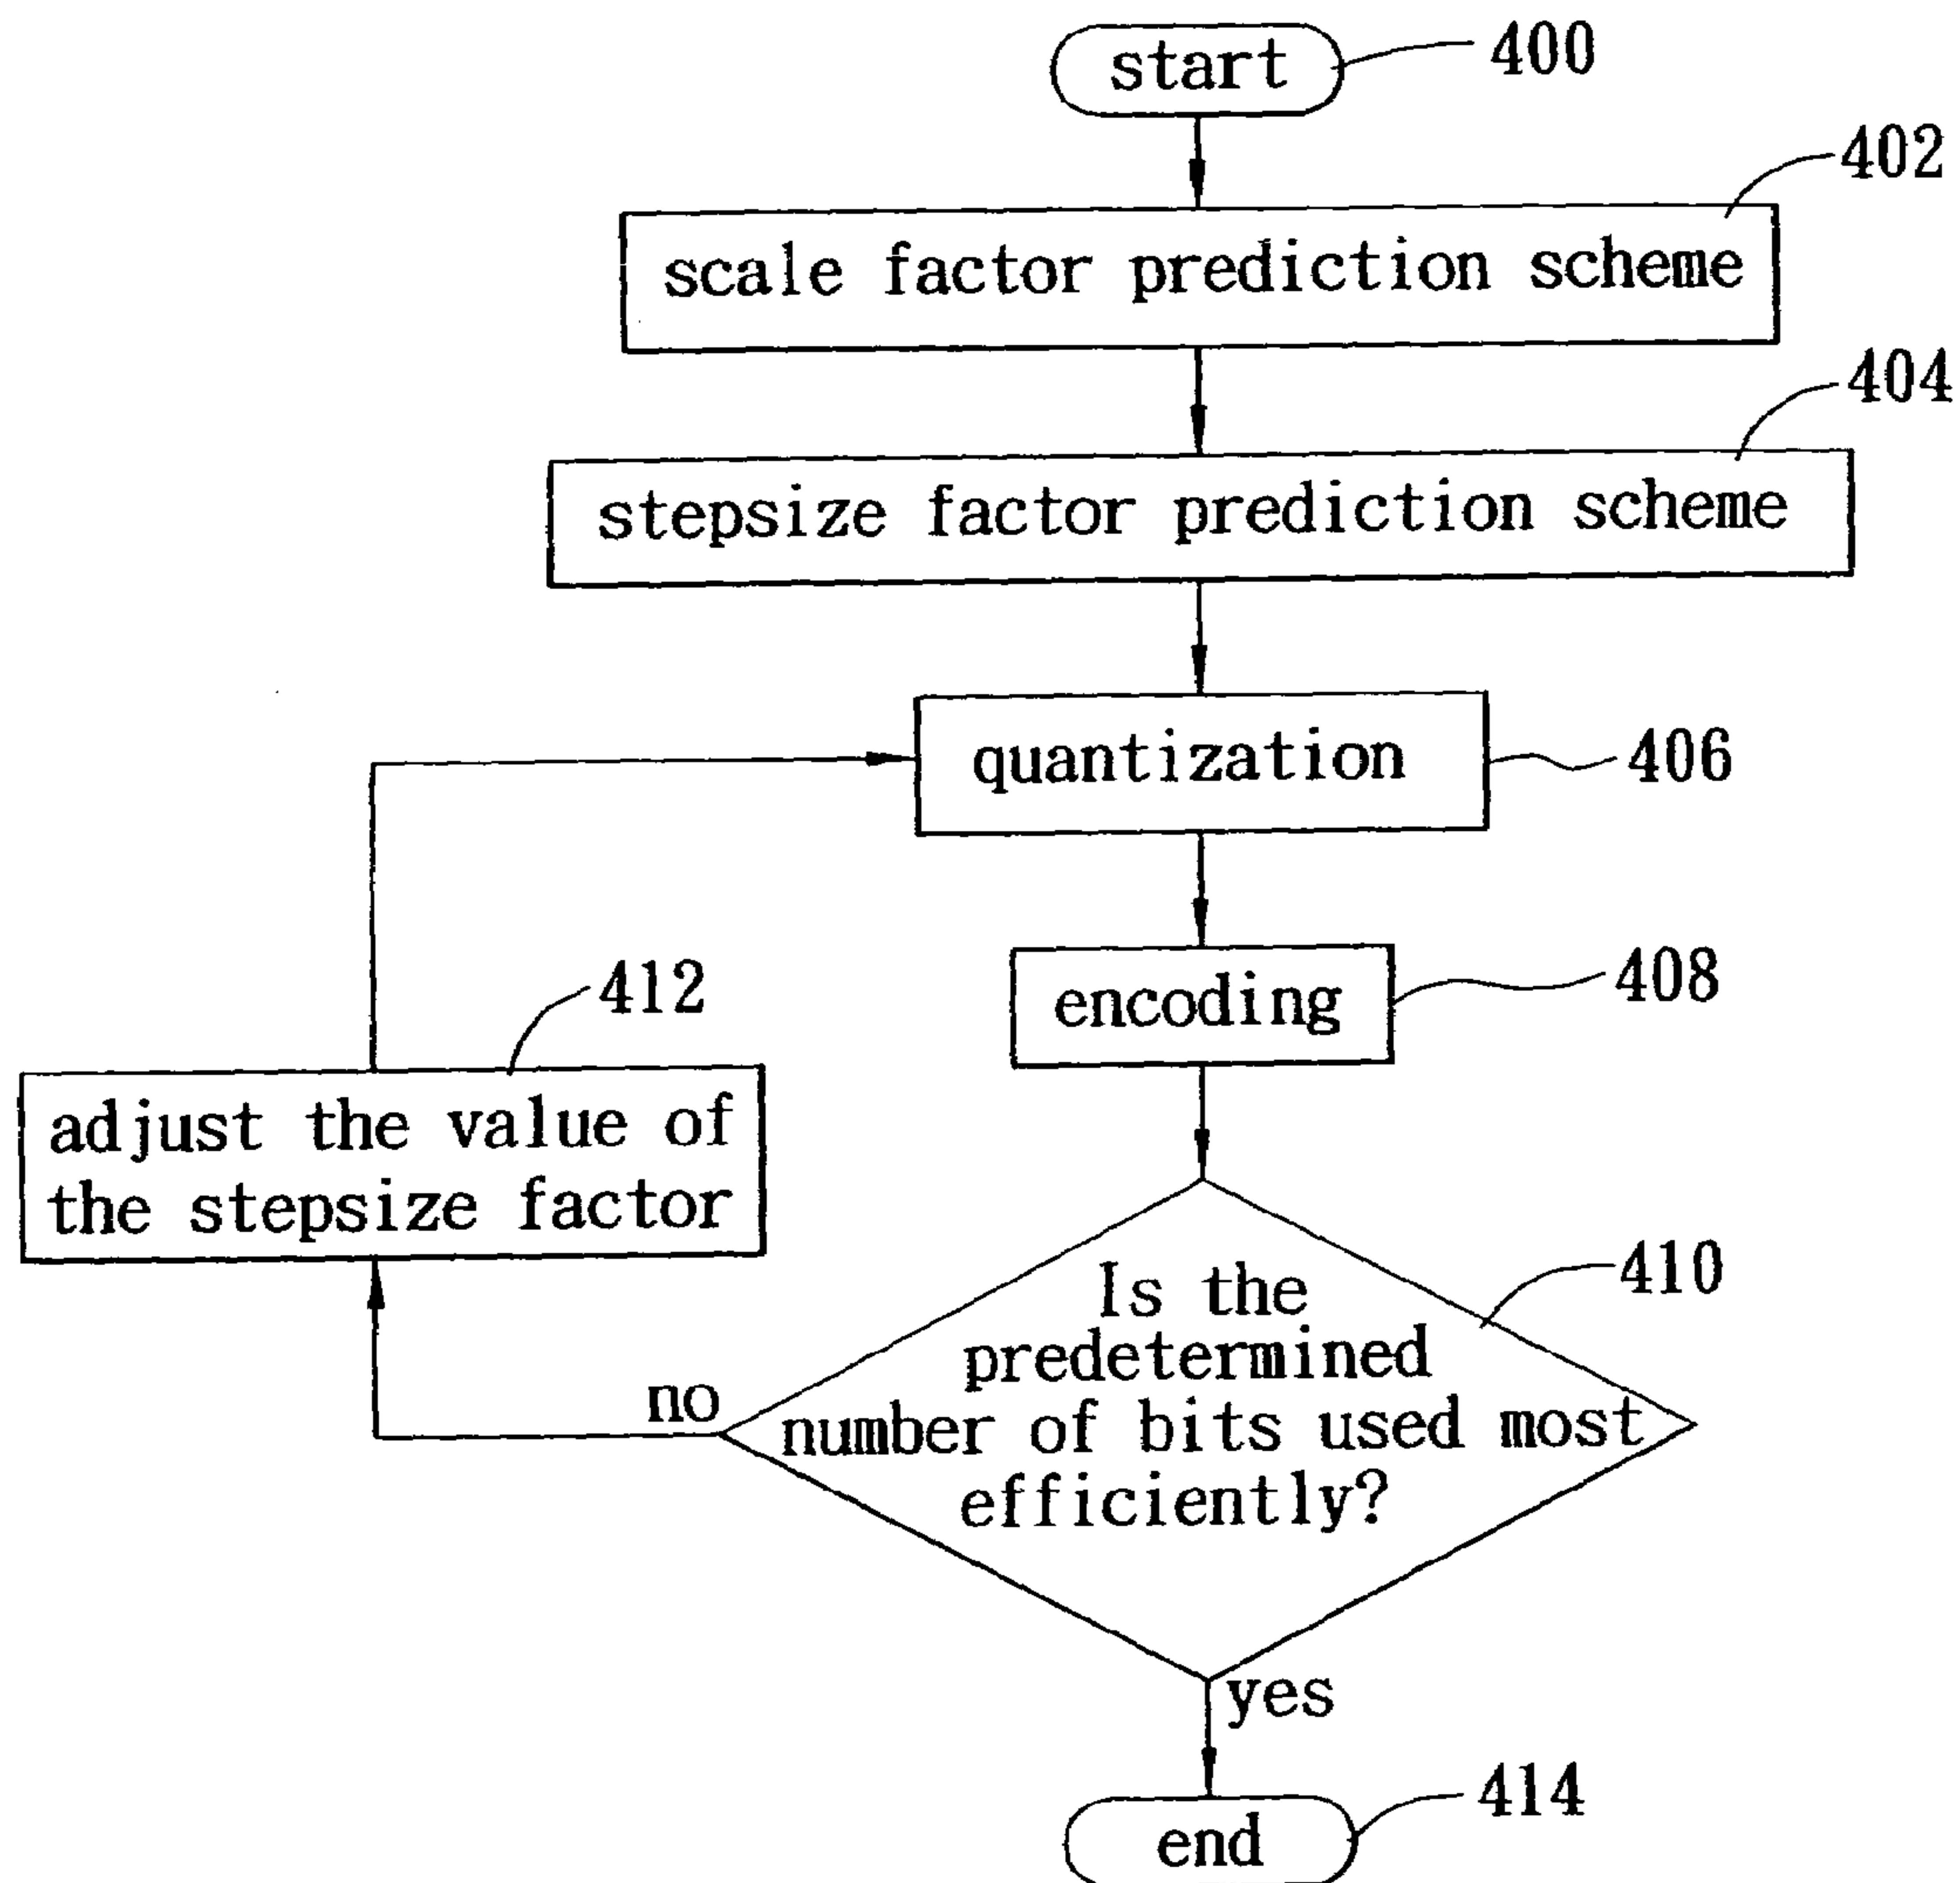 start
400
402
scale factor prediction scheme
404
stepsize factor prediction scheme
quantization
406
encoding
408
412
adjust the value of
the stepsize factor
410
Is the
predetermined
number of bits used most
efficiently?
no
yes
414
end